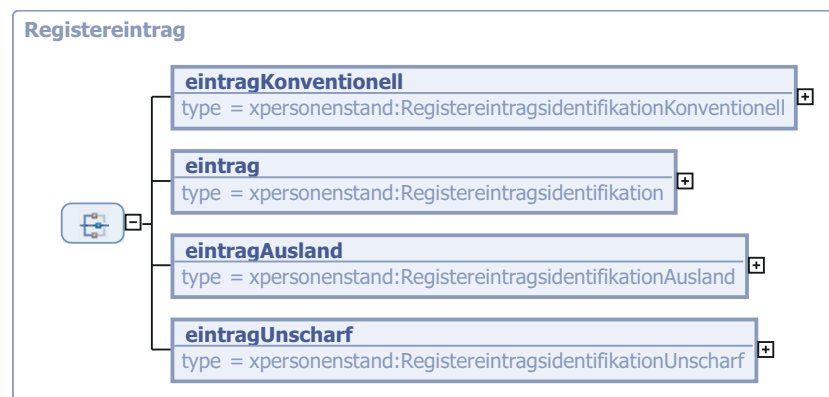 Registereintrag
eintragKonventionell
type = xpersonenstand:RegistereintragsidentifikationKonventionell
eintrag
type = xpersonenstand:Registereintragsidentifikation
eintragAusland
type = xpersonenstand:RegistereintragsidentifikationAusland
eintragUnscharf
type = xpersonenstand:RegistereintragsidentifikationUnscharf